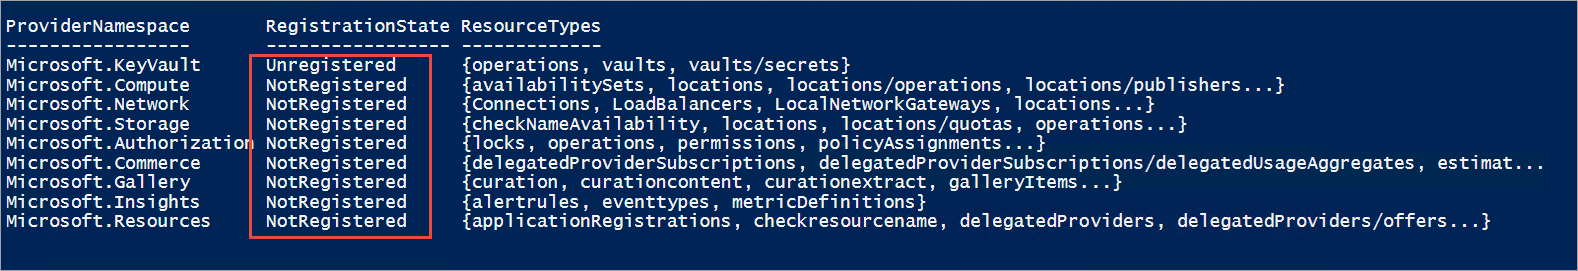 ProviderNamespace RegistrationState ResourceTypes
----------------- ----------------- -------------
Microsoft.KeyVault Unregistered {operations, vaults, vaults/secrets}
Microsoft.Compute NotRegistered {availabilitySets, locations, locations/operations, locations/publishers...}
Microsoft.Network NotRegistered {Connections, LoadBalancers, LocalNetworkGateways, locations...}
Microsoft.Storage NotRegistered {checkNameAvailability, locations, locations/quotas, operations...}
Microsoft.Authorization NotRegistered {locks, operations, permissions, policyAssignments...}
Microsoft.Commerce NotRegistered {delegatedProviderSubscriptions, delegatedProviderSubscriptions/delegatedUsageAggregates, estimat...
Microsoft.Gallery NotRegistered {curation, curationcontent, curationextract, galleryItems...}
Microsoft.Insights NotRegistered {alertrules, eventtypes, metricDefinitions}
Microsoft.Resources NotRegistered {applicationRegistrations, checkresourcename, delegatedProviders, delegatedProviders/offers...}